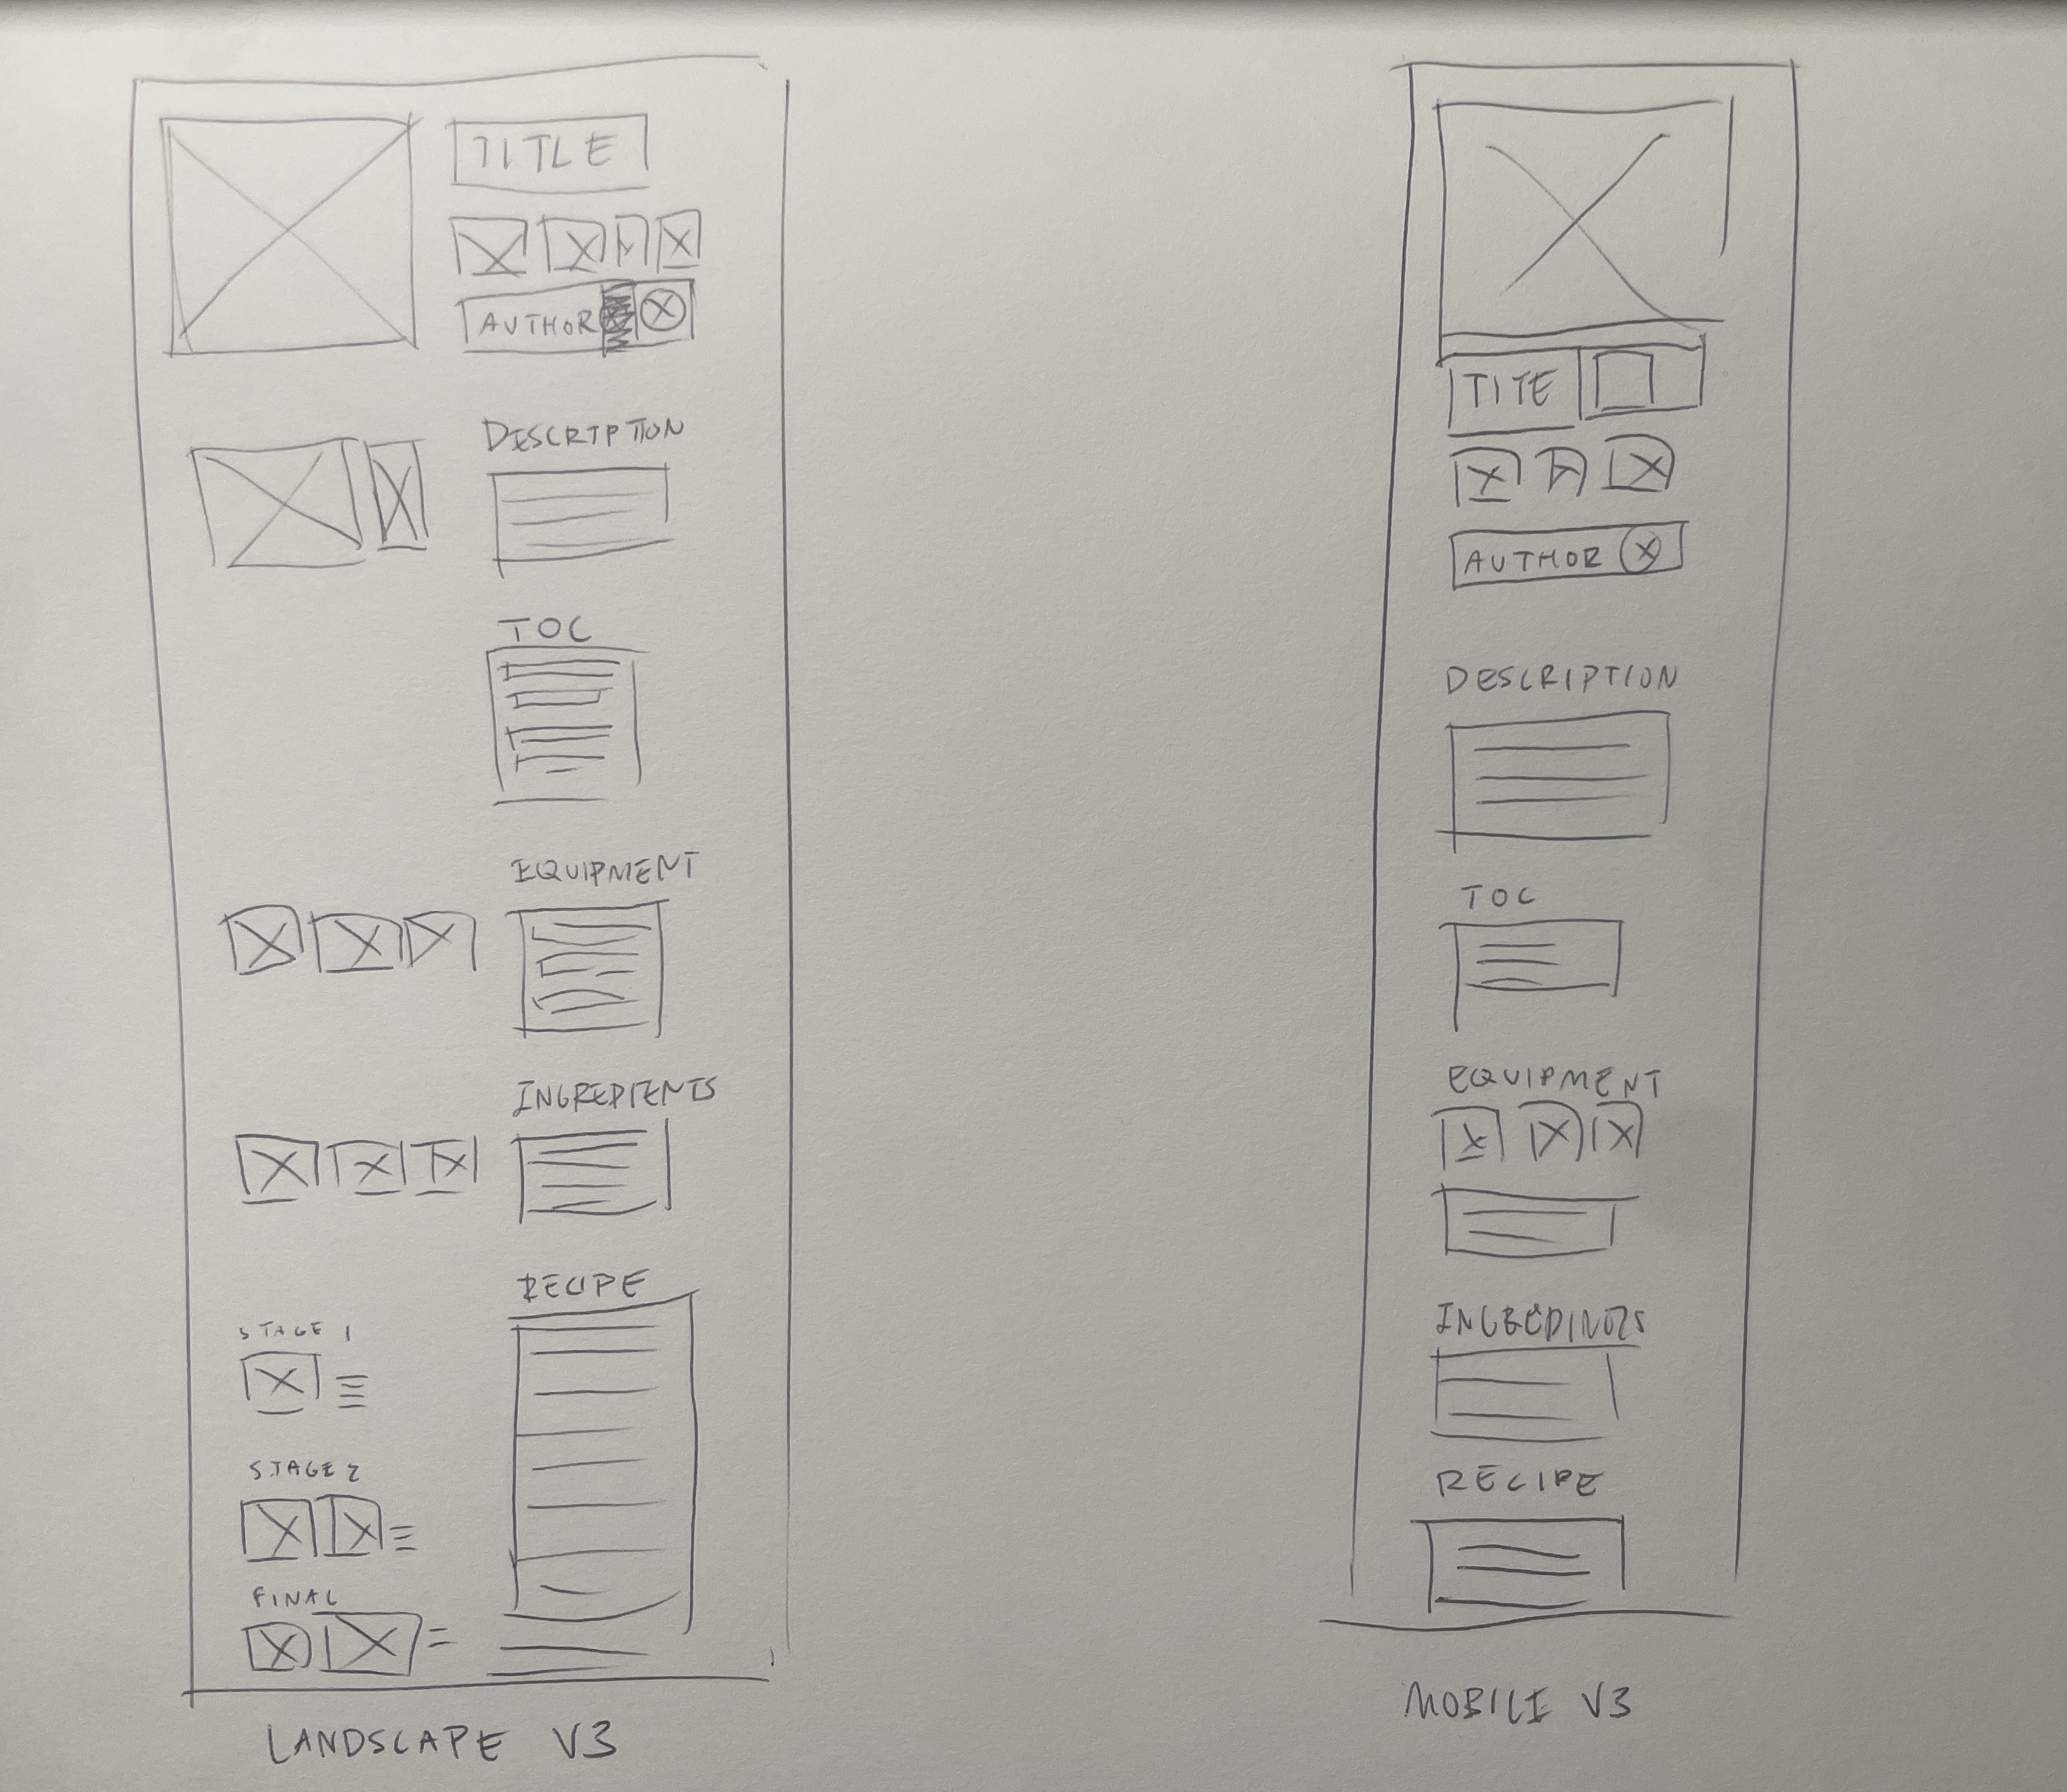 TITLE
AUTHOR
DESCRIPTION
TOC
EQUIPMENT
INGREDIENTS
RECIPE
STAGE 1
STAGE 2
FINAL
LANDSCAPE V3
TITE
AUTHOR
DESCRIPTION
TOC
EQUIPMENT
INGREDINTS
RECIPE
MOBILE V3